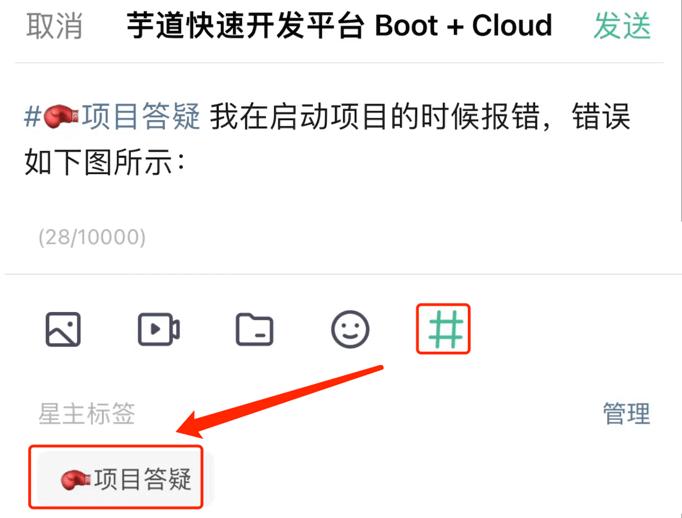 取消 芋道快速开发平台 Boot + Cloud 发送
#🥊项目答疑 我在启动项目的时候报错，错误
如下图所示：
(28/10000)
#
星主标签 管理
🥊项目答疑